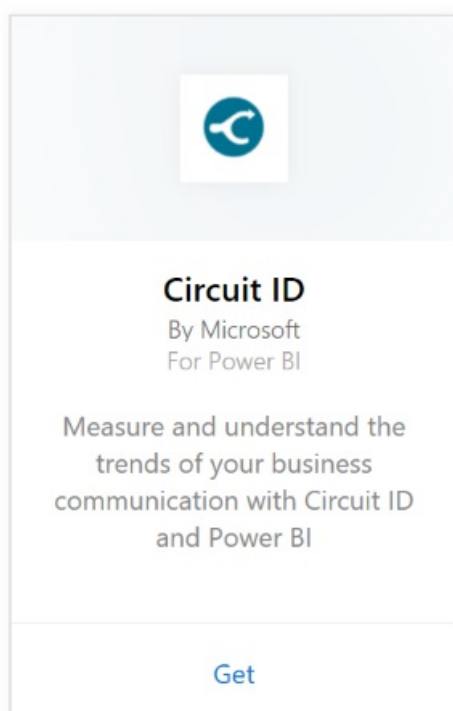 Circuit ID
By Microsoft
For Power BI
Measure and understand the
trends of your business
communication with Circuit ID
and Power BI
Get